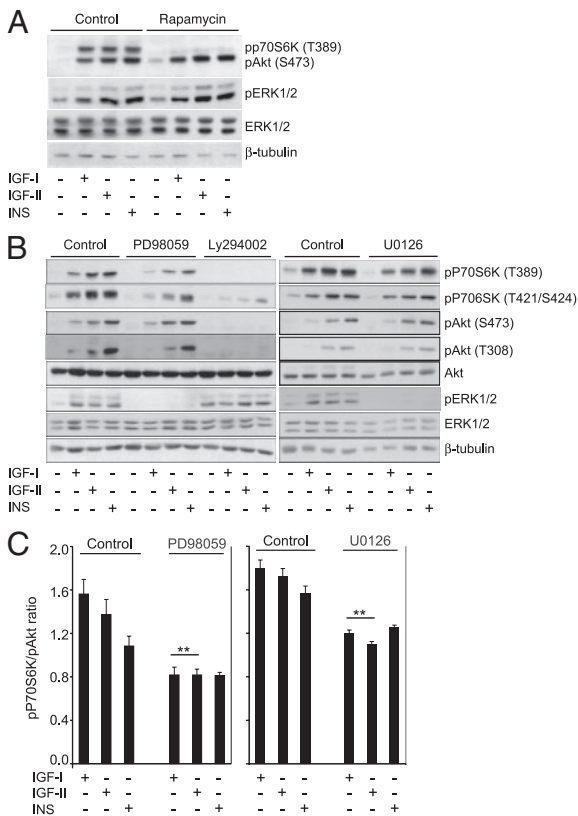 A
Control Rapamycin
pp70S6K (T389)
pAkt (S473)
pERK1/2
ERK1/2
β-tubulin
IGF-I - + - - - + - -
IGF-II - - + - - - + -
INS - - - + - - - +
B
Control PD98059 Ly294002 Control U0126
pP70S6K (T389)
pP706SK (T421/S424)
pAkt (S473)
pAkt (T308)
Akt
pERK1/2
ERK1/2
β-tubulin
IGF-I - + - - - + - - - + - - - + - - - + - -
IGF-II - - + - - - + - - - + - - - + - - - + -
INS - - - + - - - + - - - + - - - + - - - +
C
Control PD98059 Control U0126
pP70S6K/pAkt ratio
2.0
1.6
1.2
0.8
0.4
0.0
** **
IGF-I + - - + - - + - - + - -
IGF-II - + - - + - - + - - + -
INS - - + - - + - - + - - +